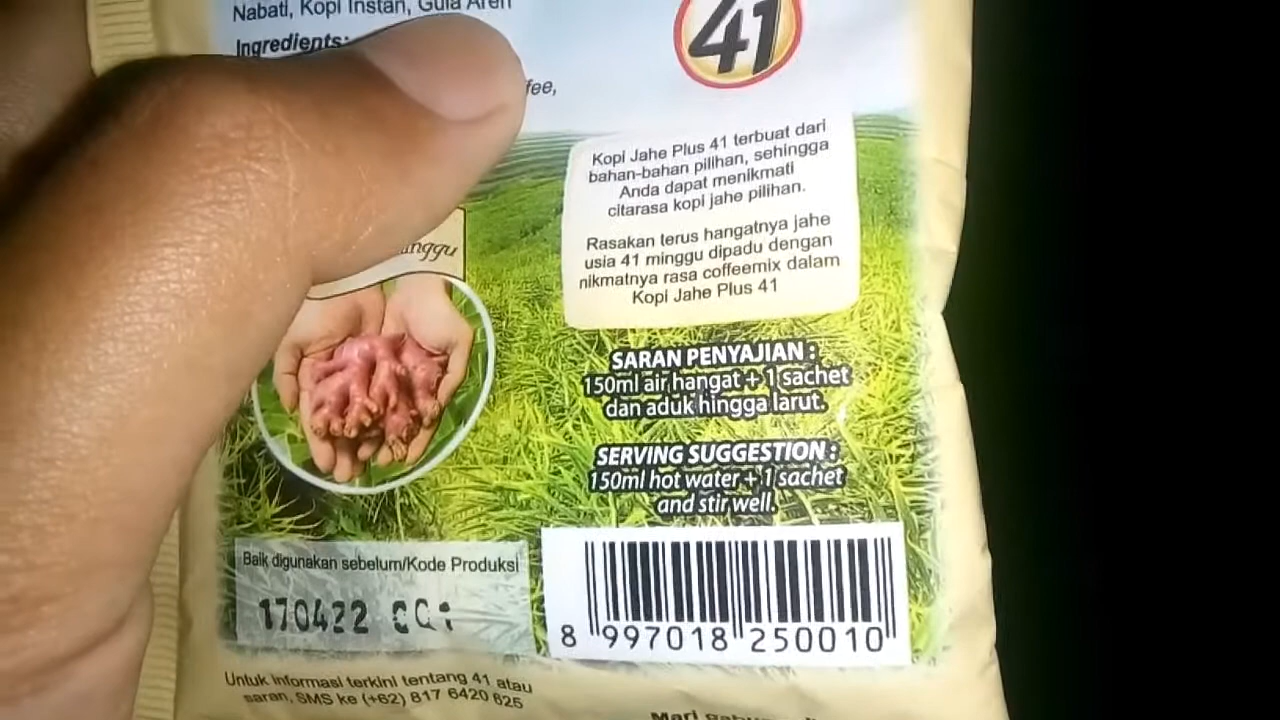 Nabati, Kopi Instan, Gula Aren
Ingredients:
fee,
41
Kopi Jahe Plus 41 terbuat dari
bahan-bahan pilihan, sehingga
Anda dapat menikmati
citarasa kopi jahe pilihan.
Rasakan terus hangatnya jahe
usia 41 minggu dipadu dengan
nikmatnya rasa coffeemix dalam
Kopi Jahe Plus 41
SARAN PENYAJIAN :
150ml air hangat + 1 sachet
dan aduk hingga larut.
SERVING SUGGESTION :
150ml hot water + 1 sachet
and stir well.
Baik digunakan sebelum/Kode Produksi
170422
8 997018 250010
Untuk informasi terkini tentang 41 atau
saran, SMS ke (+62) 817 6420 625
Mari